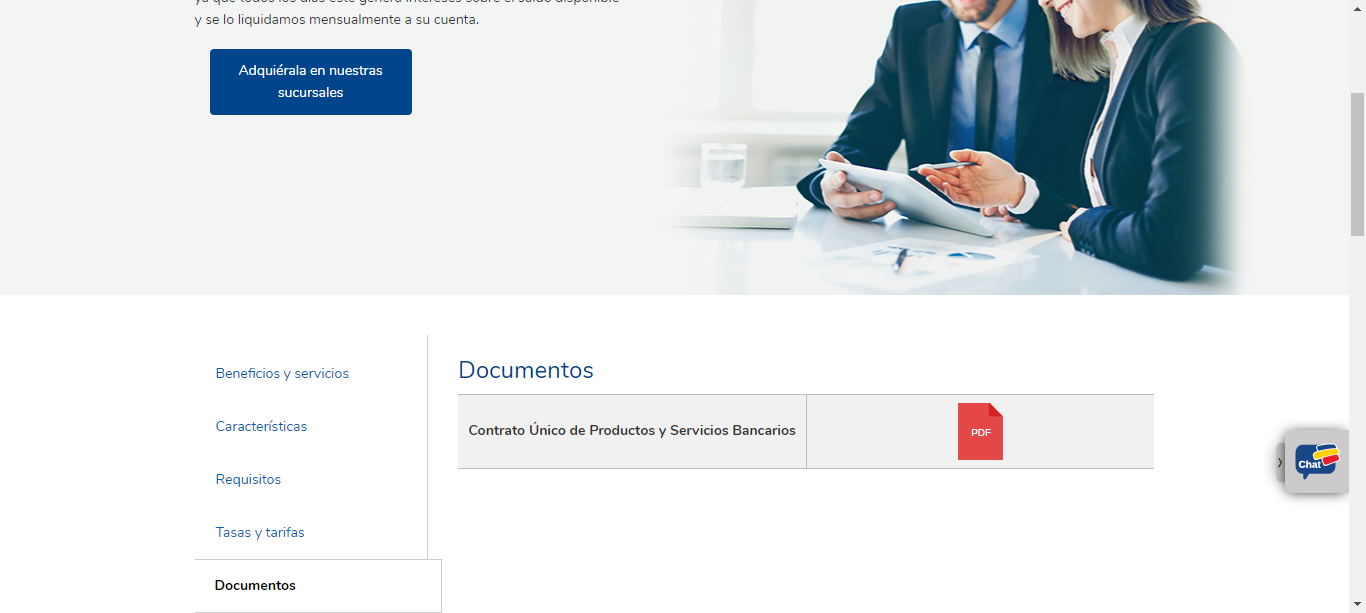 y se lo liquidamos mensualmente a su cuenta.
Adquiérala en nuestras
sucursales
Beneficios y servicios
Características
Requisitos
Tasas y tarifas
Documentos
Documentos
Contrato Único de Productos y Servicios Bancarios
PDF
Chat